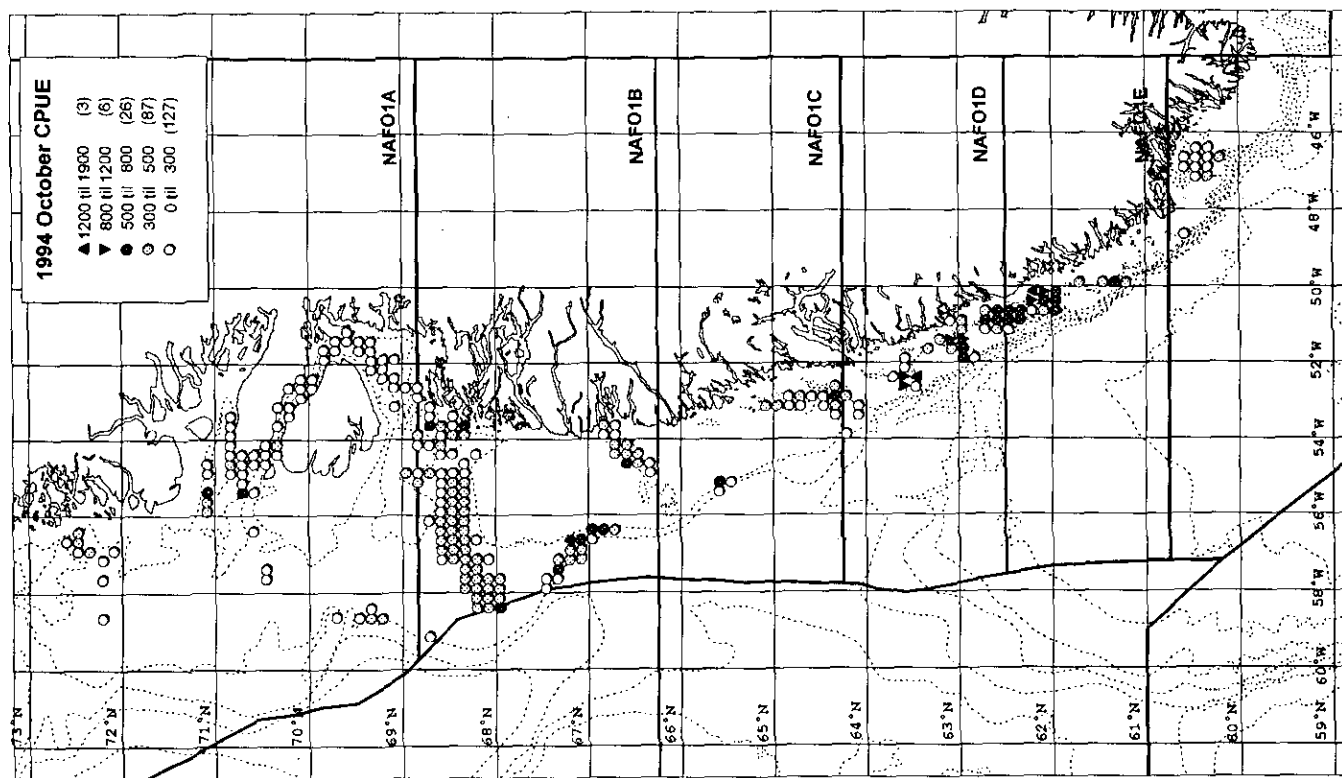 1994 October CPUE
▲ 1200 til 1900 (3)
▼ 800 til 1200 (6)
● 500 til 800 (26)
◎ 300 til 500 (87)
○ 0 til 300 (127)
NAFO1A
NAFO1B
NAFO1C
NAFO1D
NAFO1E
73°N
72°N
71°N
70°N
69°N
68°N
67°N
66°N
65°N
64°N
63°N
62°N
61°N
60°N
59°N
60°W
58°W
56°W
54°W
52°W
50°W
48°W
46°W